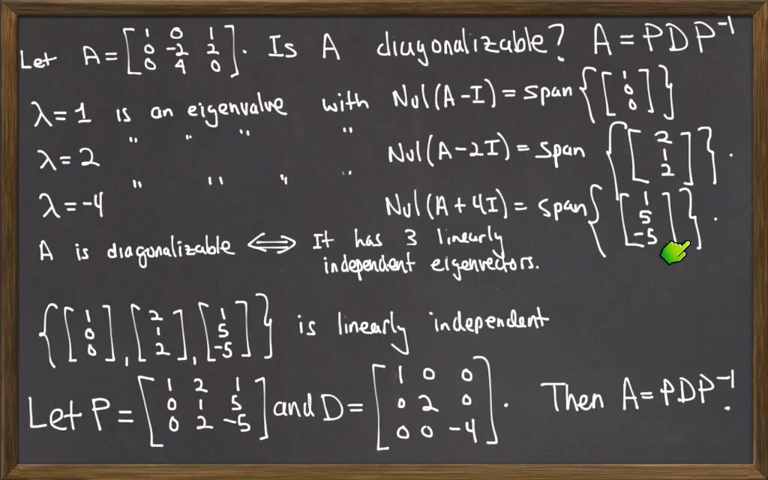 Let A = [1 0 1; 0 -2 2; 0 4 0]. Is A diagonalizable? A = PDP⁻¹
λ = 1 is an eigenvalue with Nul(A-I) = span {[1; 0; 0]}
λ = 2 " " " " Nul(A-2I) = span {[2; 1; 2]}.
λ = -4 " " " " Nul(A+4I) = span {[1; 5; -5]}.
A is diagonalizable ⟺ It has 3 linearly
independent eigenvectors.
{[1; 0; 0], [2; 1; 2], [1; 5; -5]} is linearly independent
Let P = [1 2 1; 0 1 5; 0 2 -5] and D = [1 0 0; 0 2 0; 0 0 -4]. Then A = PDP⁻¹!